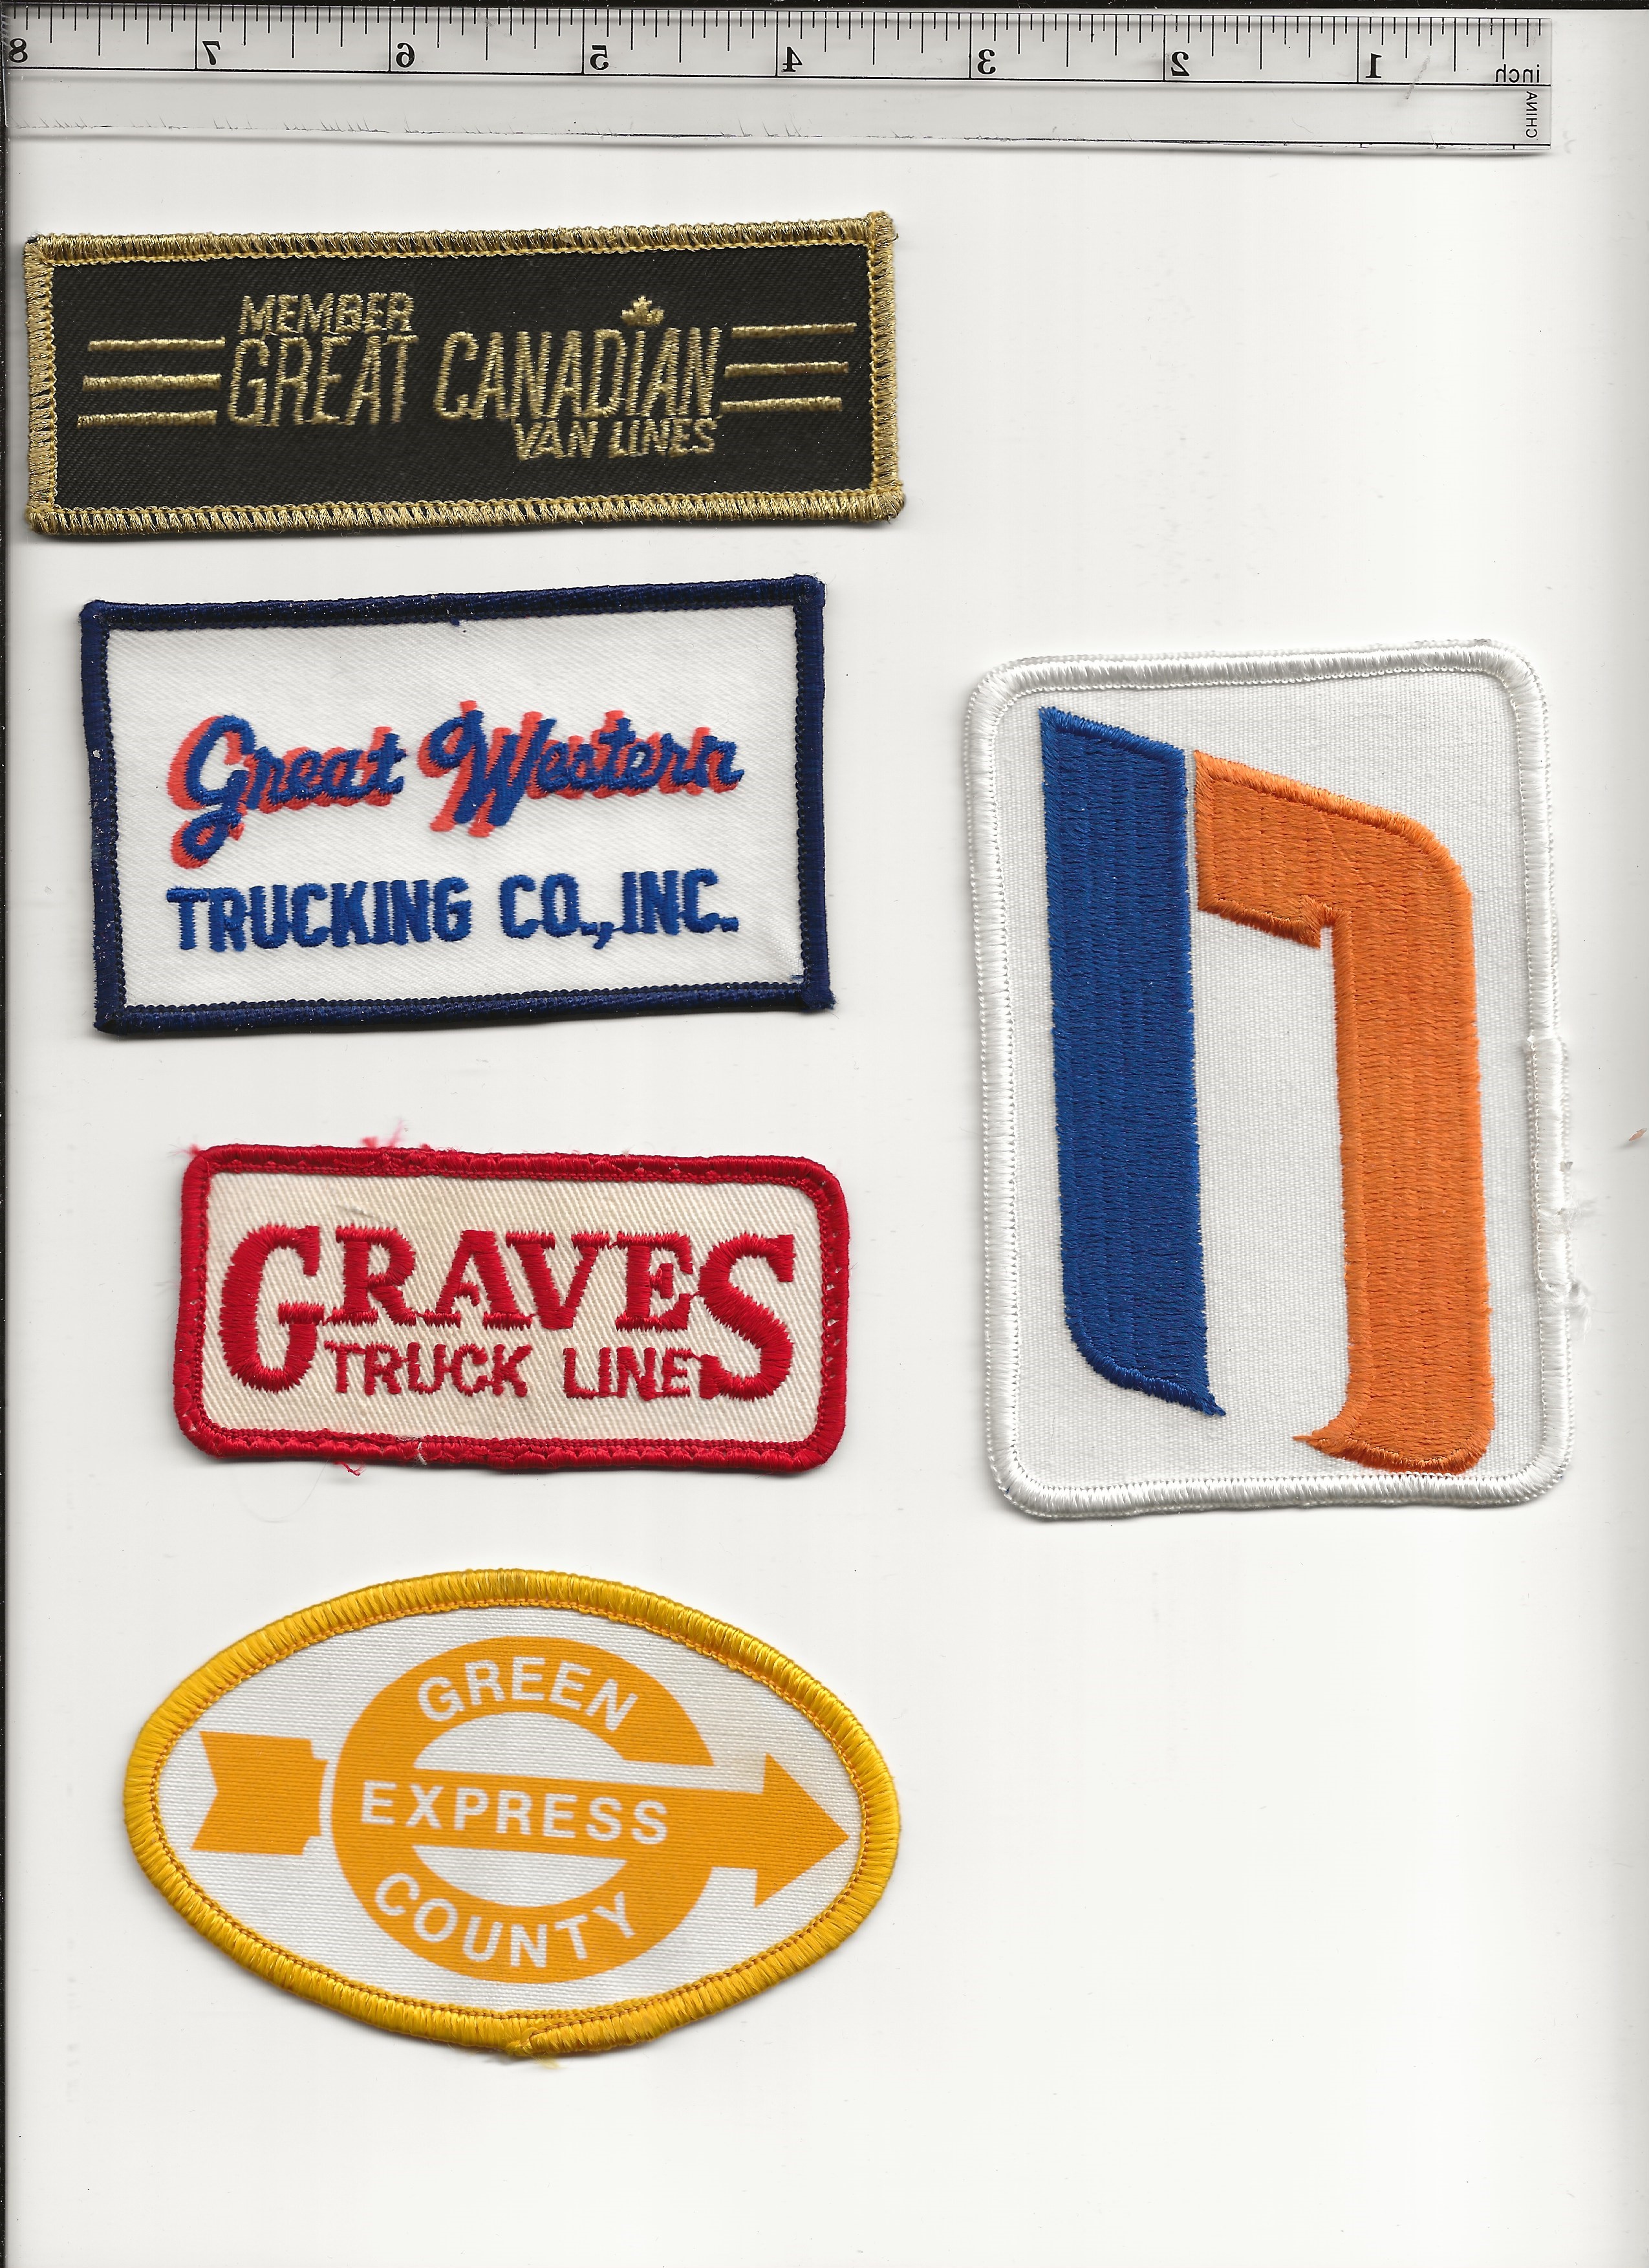 8 7 6 5 4 3 2 1 inch
CHINA
MEMBER
GREAT CANADIAN
VAN LINES
Great Western
TRUCKING CO., INC.
GRAVES
TRUCK LINE
GREEN
EXPRESS
COUNTY